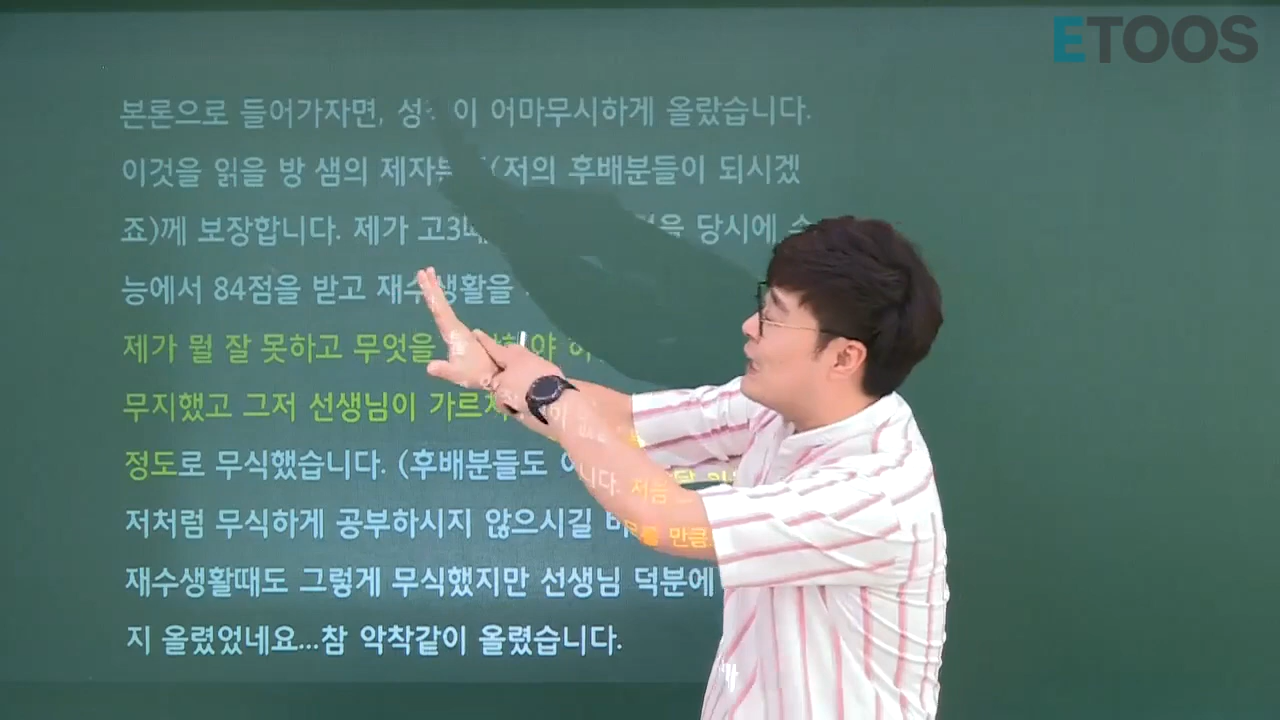 ETOOS
본론으로 들어가자면, 성 이 어마무시하게 올랐습니다.
이것을 읽을 방 샘의 제자 (저의 후배분들이 되시겠
죠)께 보장합니다. 제가 고3 당시에
능에서 84점을 받고 재수생활을
제가 뭘 잘 못하고 무엇을
무지했고 그저 선생님이
정도로 무식했습니다. (후배분들도 니다. 저는
저처럼 무식하게 공부하시지 않으시길 만큼
재수생활때도 그렇게 무식했지만 선생님 덕분에
지 올렸었네요...참 악착같이 올렸습니다.